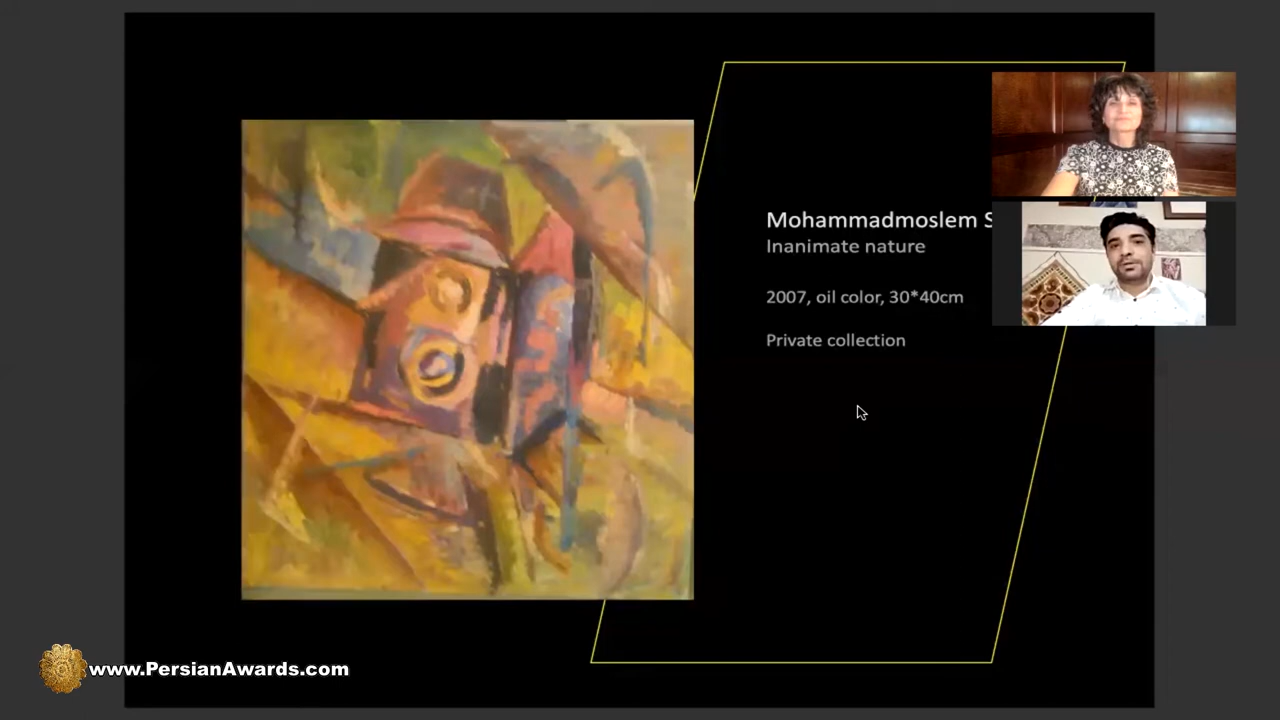 Mohammadmoslem S
Inanimate nature
2007, oil color, 30*40cm
Private collection
www.PersianAwards.com